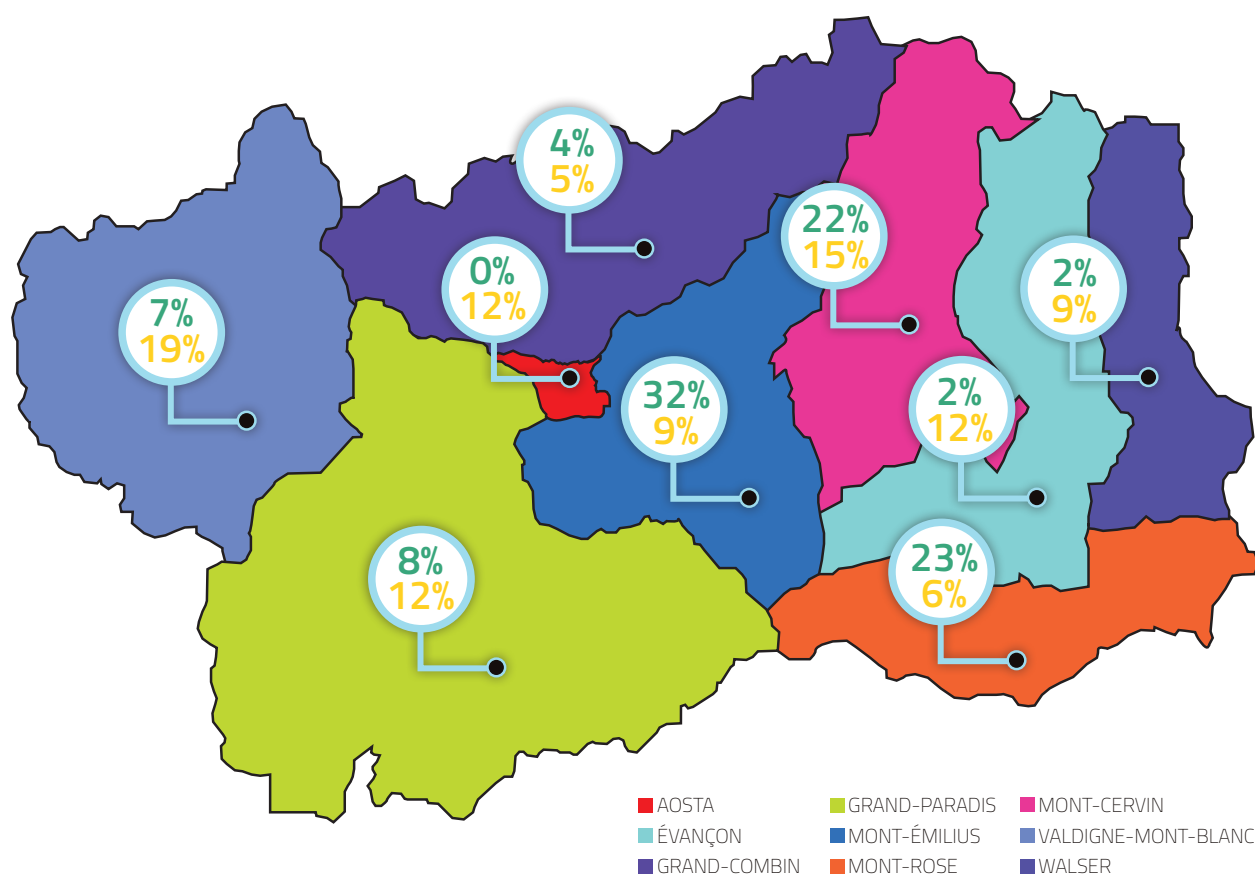 4%
5%
22%
15%
0%
12%
2%
9%
7%
19%
32%
9%
2%
12%
8%
12%
23%
6%
AOSTA
ÉVANÇON
GRAND-COMBIN
GRAND-PARADIS
MONT-ÉMILIUS
MONT-ROSE
MONT-CERVIN
VALDIGNE-MONT-BLANC
WALSER